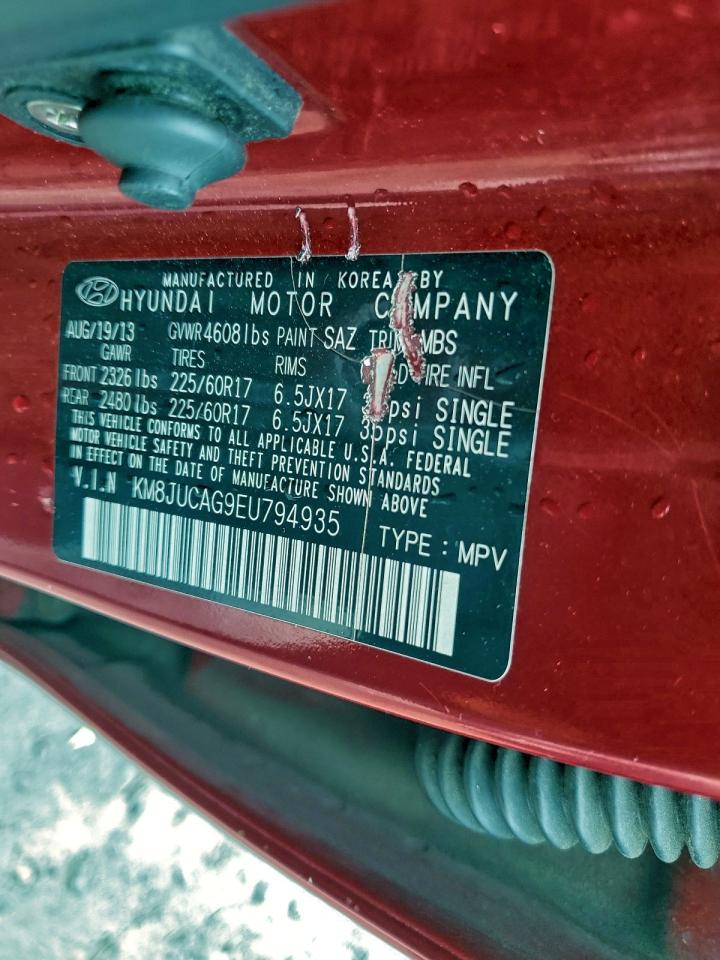 MANUFACTURED IN KOREA BY
HYUNDAI MOTOR COMPANY
AUG/19/13 GVWR 4608lbs PAINT SAZ TRIM MBS
GAWR TIRES RIMS TIRE INFL
FRONT 2326 lbs 225/60R17 6.5JX17 SINGLE
REAR 2480 lbs 225/60R17 6.5JX17 SINGLE
THIS VEHICLE CONFORMS TO ALL APPLICABLE U.S.A. FEDERAL
MOTOR VEHICLE SAFETY AND THEFT PREVENTION STANDARDS
IN EFFECT ON THE DATE OF MANUFACTURE SHOWN ABOVE
V.I.N KM8JUCAG9EU794935
TYPE : MPV